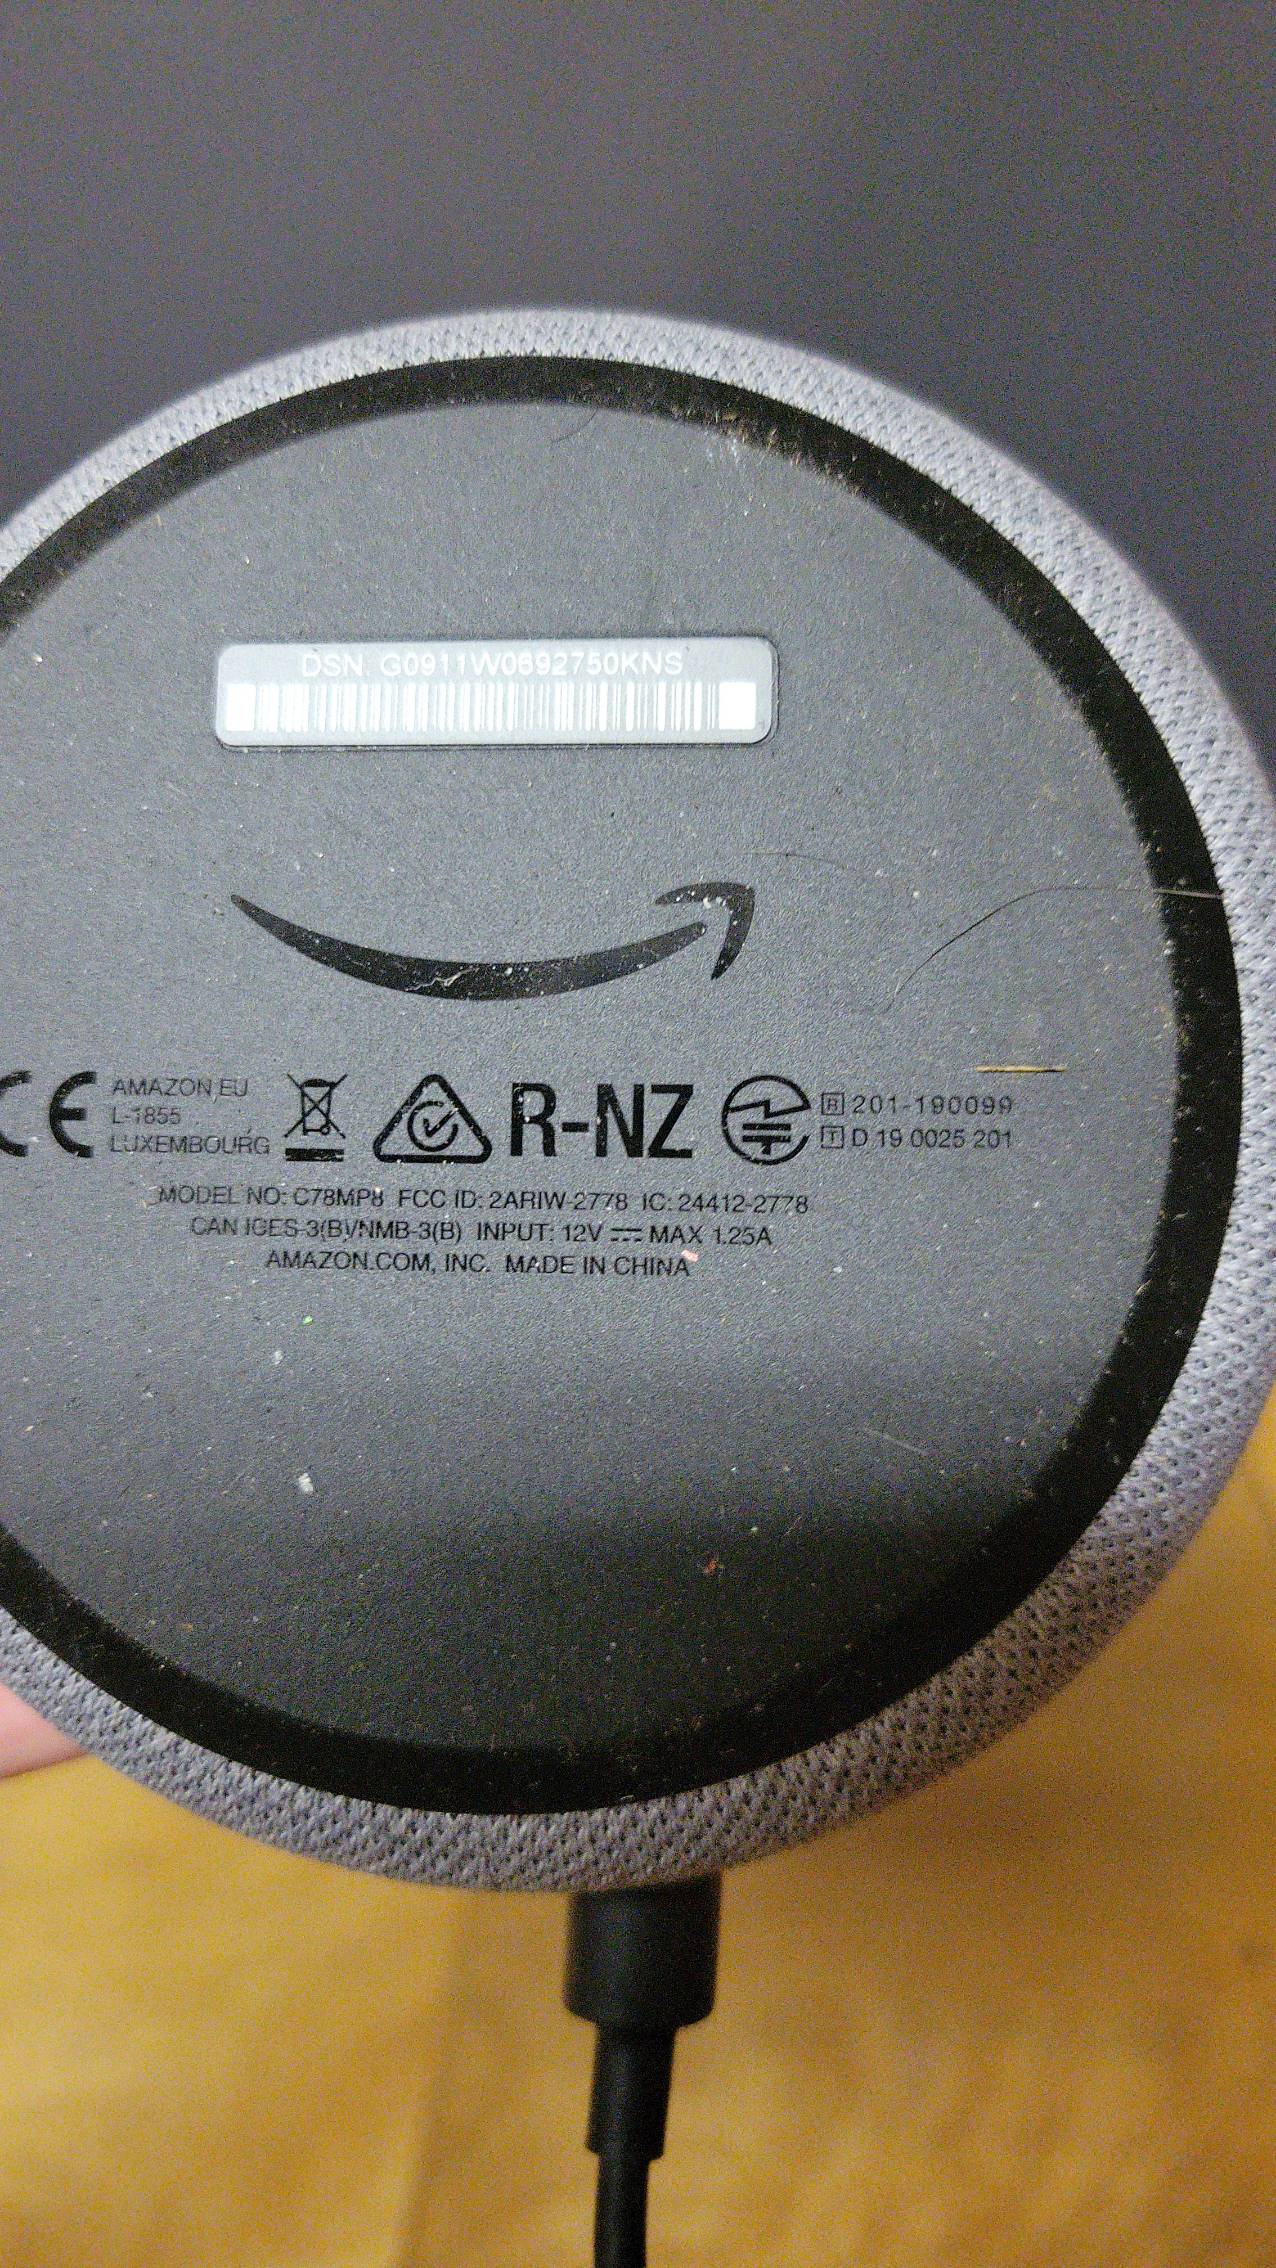 DSN. G0911W0692750KNS
CE
AMAZON EU
L-1855
LUXEMBOURG
R-NZ
R 201-190099
T D 19 0025 201
MODEL NO: C78MP8 FCC ID: 2ARIW-2778 IC: 24412-2778
CAN ICES-3(B)/NMB-3(B) INPUT: 12V ⎓ MAX 1.25A
AMAZON.COM, INC. MADE IN CHINA